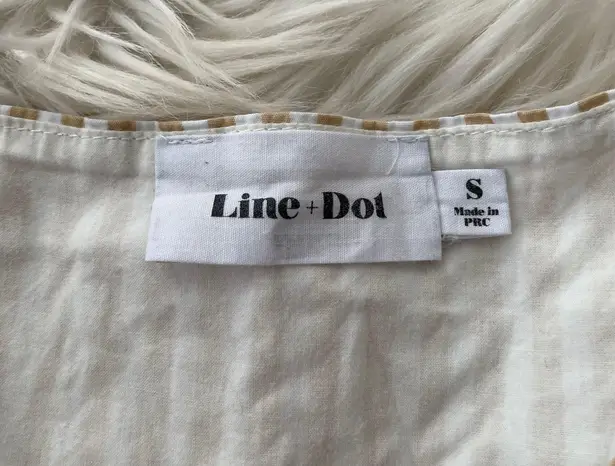 Line + Dot
S
Made in
PRC